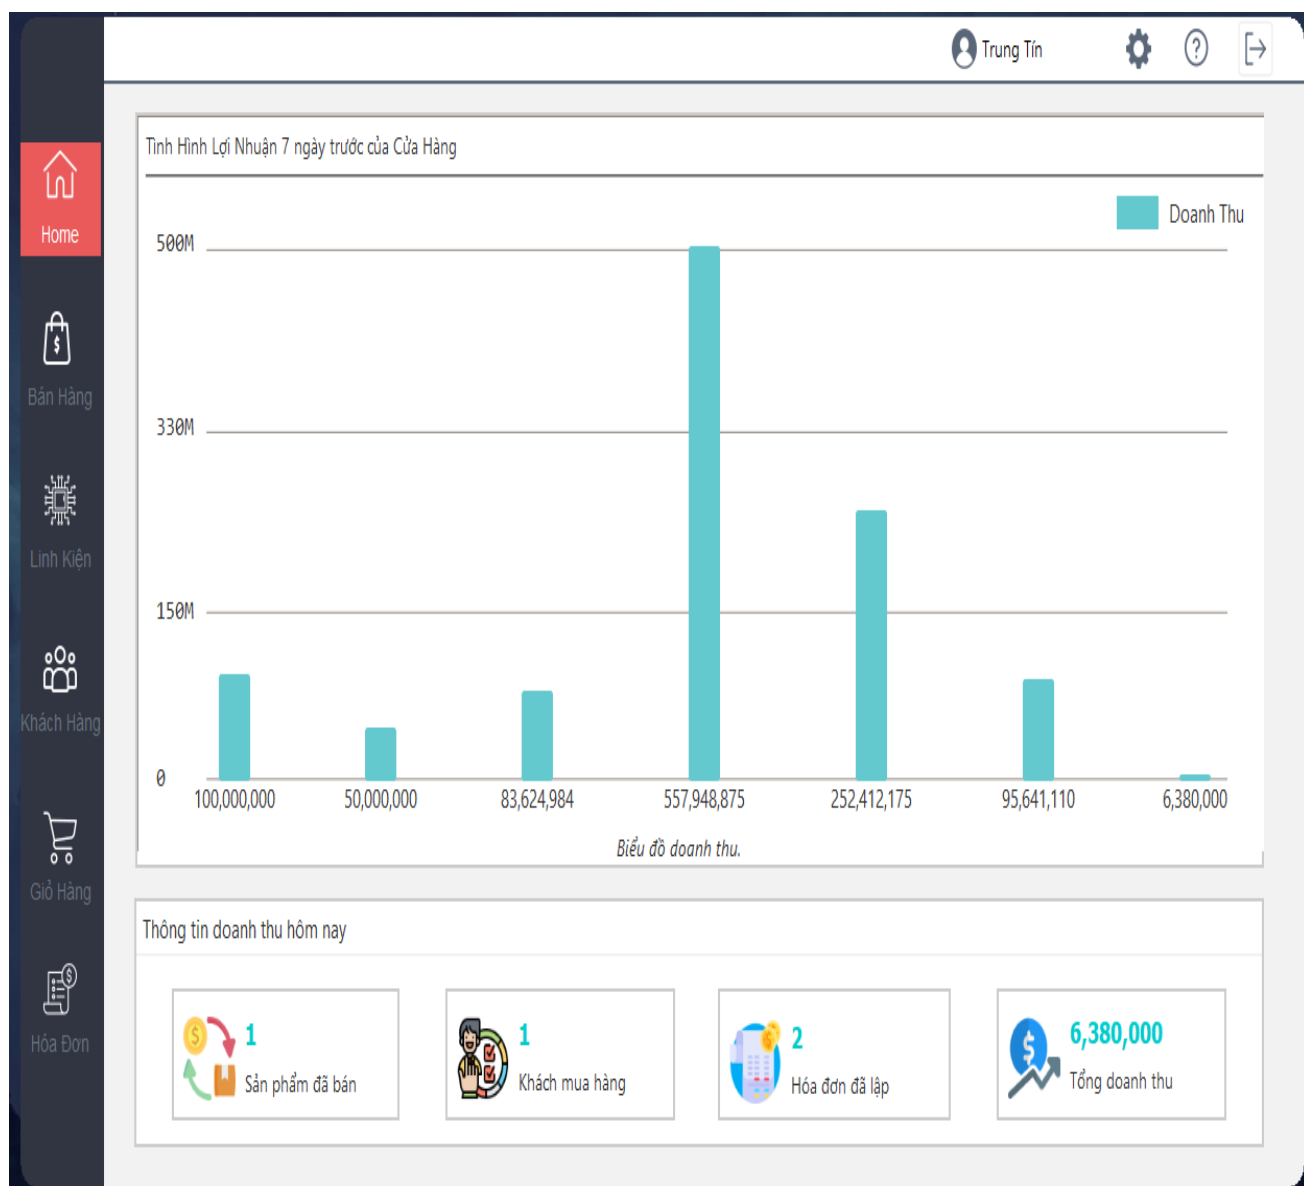 Trung Tín
Tình Hình Lợi Nhuận 7 ngày trước của Cửa Hàng
Doanh Thu
500M
330M
150M
0
100,000,000 50,000,000 83,624,984 557,948,875 252,412,175 95,641,110 6,380,000
Biểu đồ doanh thu.
Home
Bán Hàng
Linh Kiện
Khách Hàng
Giỏ Hàng
Hóa Đơn
Thông tin doanh thu hôm nay
1
Sản phẩm đã bán
1
Khách mua hàng
2
Hóa đơn đã lập
6,380,000
Tổng doanh thu